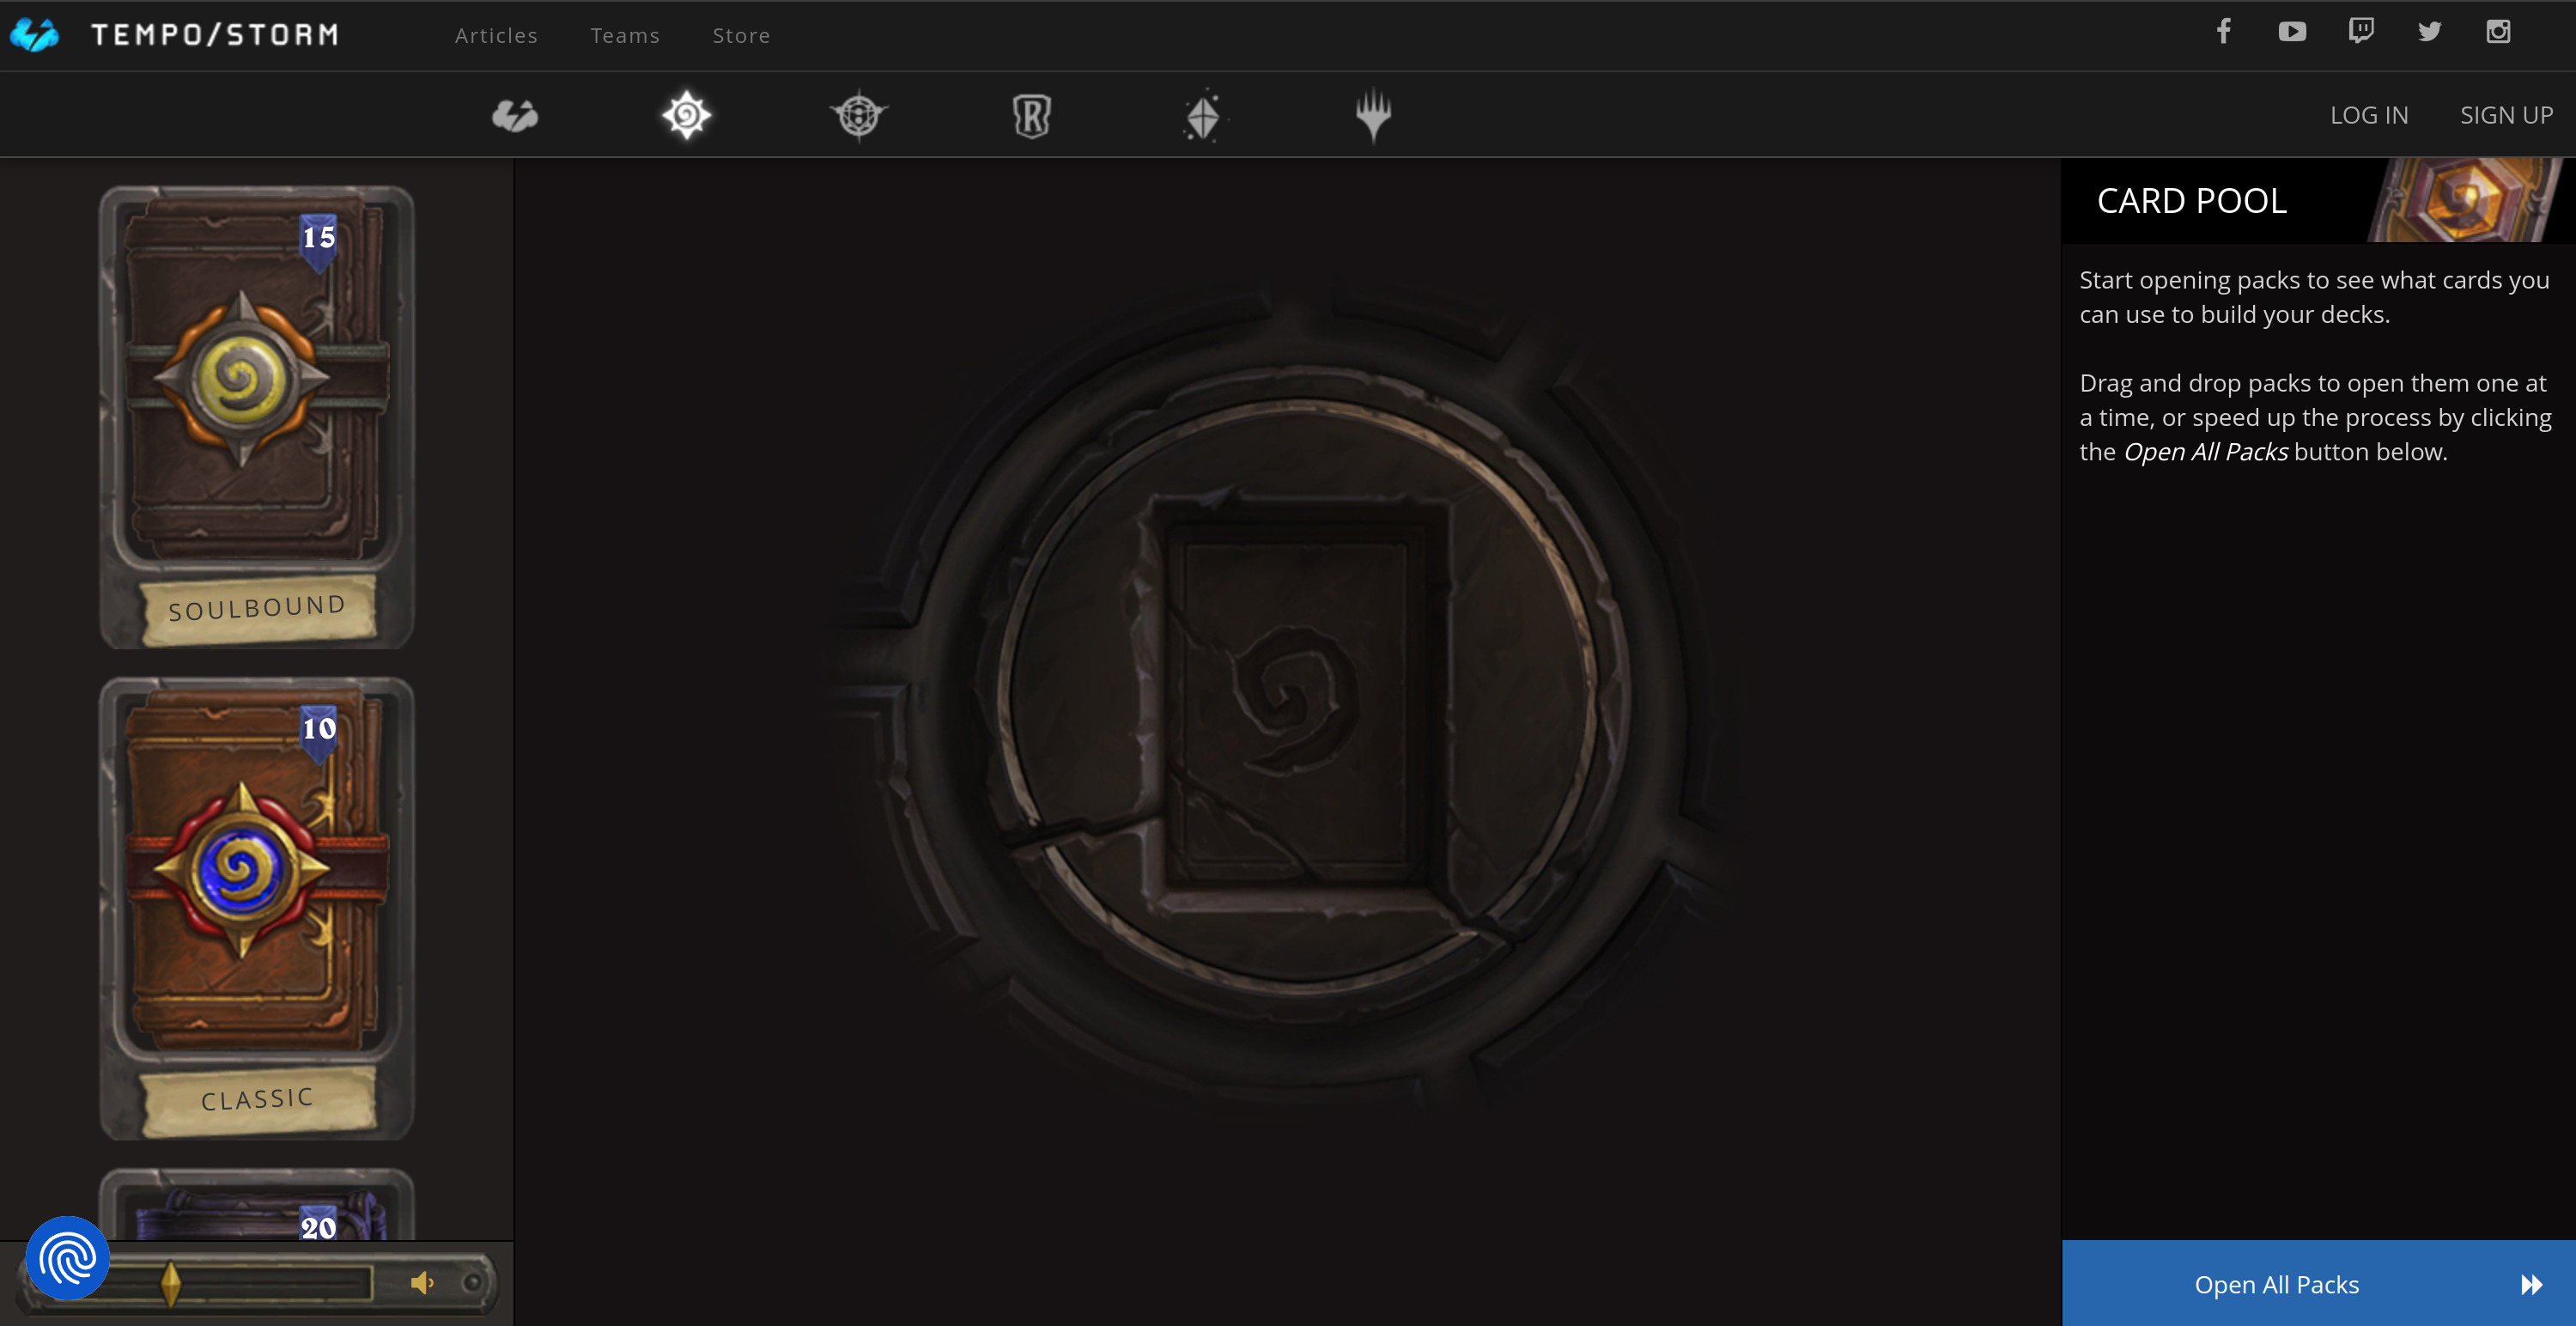 TEMPO/STORM
Articles Teams Store
LOG IN SIGN UP
15
SOULBOUND
10
CLASSIC
20
CARD POOL
Start opening packs to see what cards you
can use to build your decks.
Drag and drop packs to open them one at
a time, or speed up the process by clicking
the Open All Packs button below.
Open All Packs